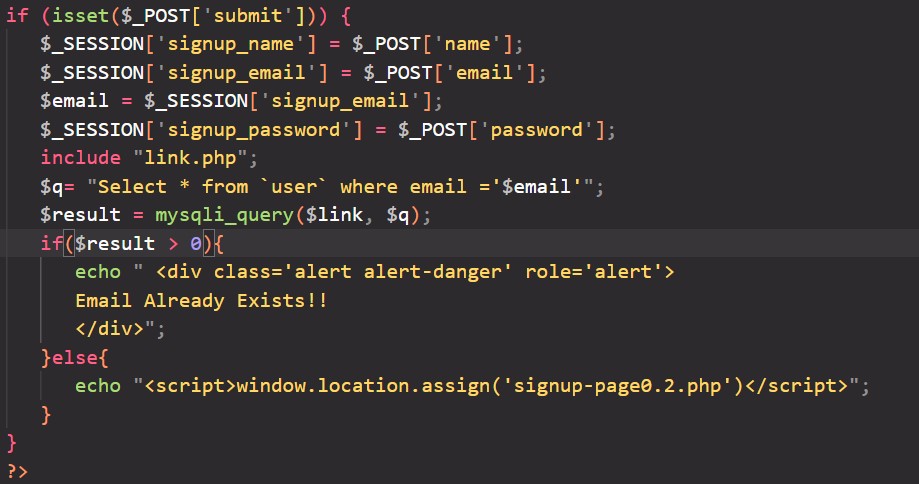 if (isset($_POST['submit'])) {
$_SESSION['signup_name'] = $_POST['name'];
$_SESSION['signup_email'] = $_POST['email'];
$email = $_SESSION['signup_email'];
$_SESSION['signup_password'] = $_POST['password'];
include "link.php";
$q= "Select * from `user` where email ='$email'";
$result = mysqli_query($link, $q);
if($result > 0){
echo " <div class='alert alert-danger' role='alert'>
Email Already Exists!!
</div>";
}else{
echo "<script>window.location.assign('signup-page0.2.php')</script>";
}
}
?>